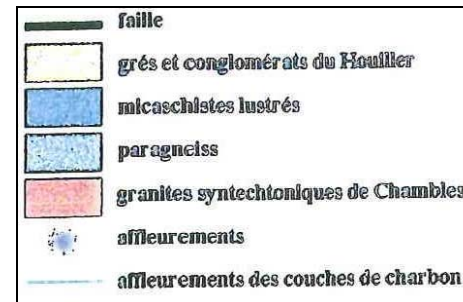 faille
grés et conglomérats du Houiller
micaschistes lustrés
paragneiss
granites syntechtoniques de Chambles
affleurements
affleurements des couches de charbon